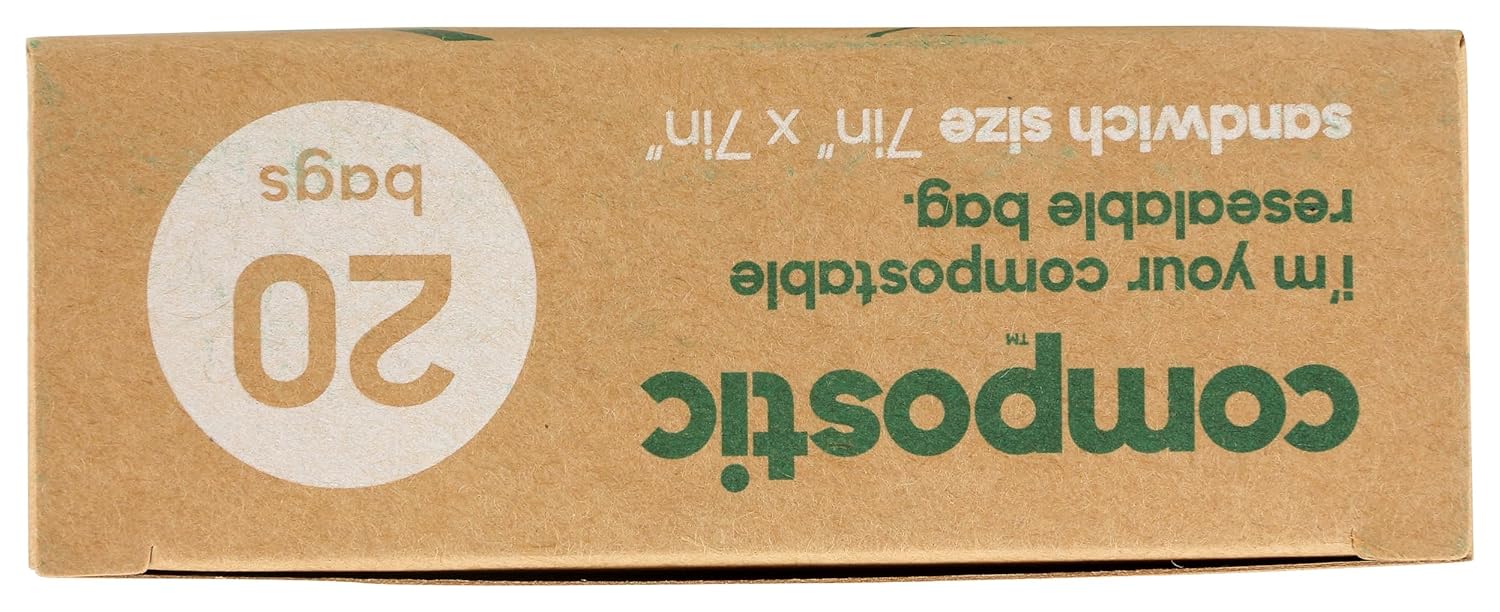 compostic™
i'm your compostable
resealable bag.
sandwich size 7in" x 7in"
20
bags